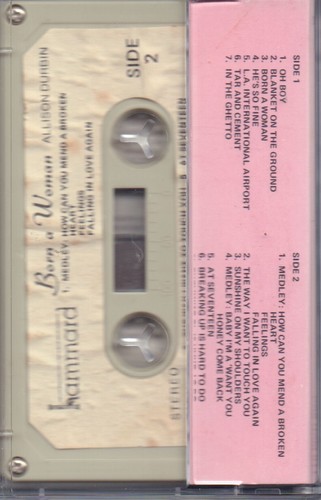 SIDE 1
1. OH BOY
2. BLANKET ON THE GROUND
3. BORN A WOMAN
4. HE'S SO FINE
5. L.A. INTERNATIONAL AIRPORT
6. TAR AND CEMENT
7. IN THE GHETTO
SIDE 2
1. MEDLEY: HOW CAN YOU MEND A BROKEN
HEART
FEELINGS
FALLING IN LOVE AGAIN
2. THE WAY I WANT TO TOUCH YOU
3. SUNSHINE ON MY SHOULDERS
4. MEDLEY: BABY I'M A WANT YOU
HONEY COME BACK
5. AT SEVENTEEN
6. BREAKING UP IS HARD TO DO
SIDE
2
hammard
Born a Woman
ALLISON DURBIN
1. MEDLEY: HOW CAN YOU MEND A BROKEN
HEART
FEELINGS
FALLING IN LOVE AGAIN
STEREO